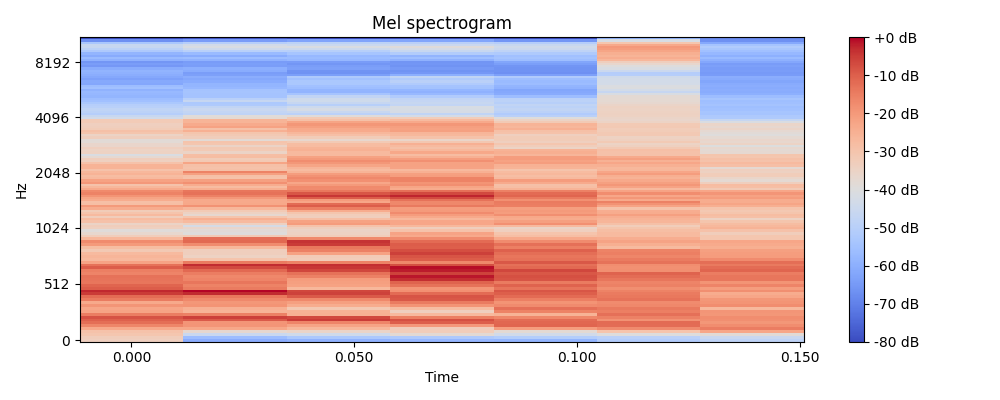 Mel spectrogram
Hz
8192
4096
2048
1024
512
0
0.000
0.050
0.100
0.150
Time
+0 dB
-10 dB
-20 dB
-30 dB
-40 dB
-50 dB
-60 dB
-70 dB
-80 dB